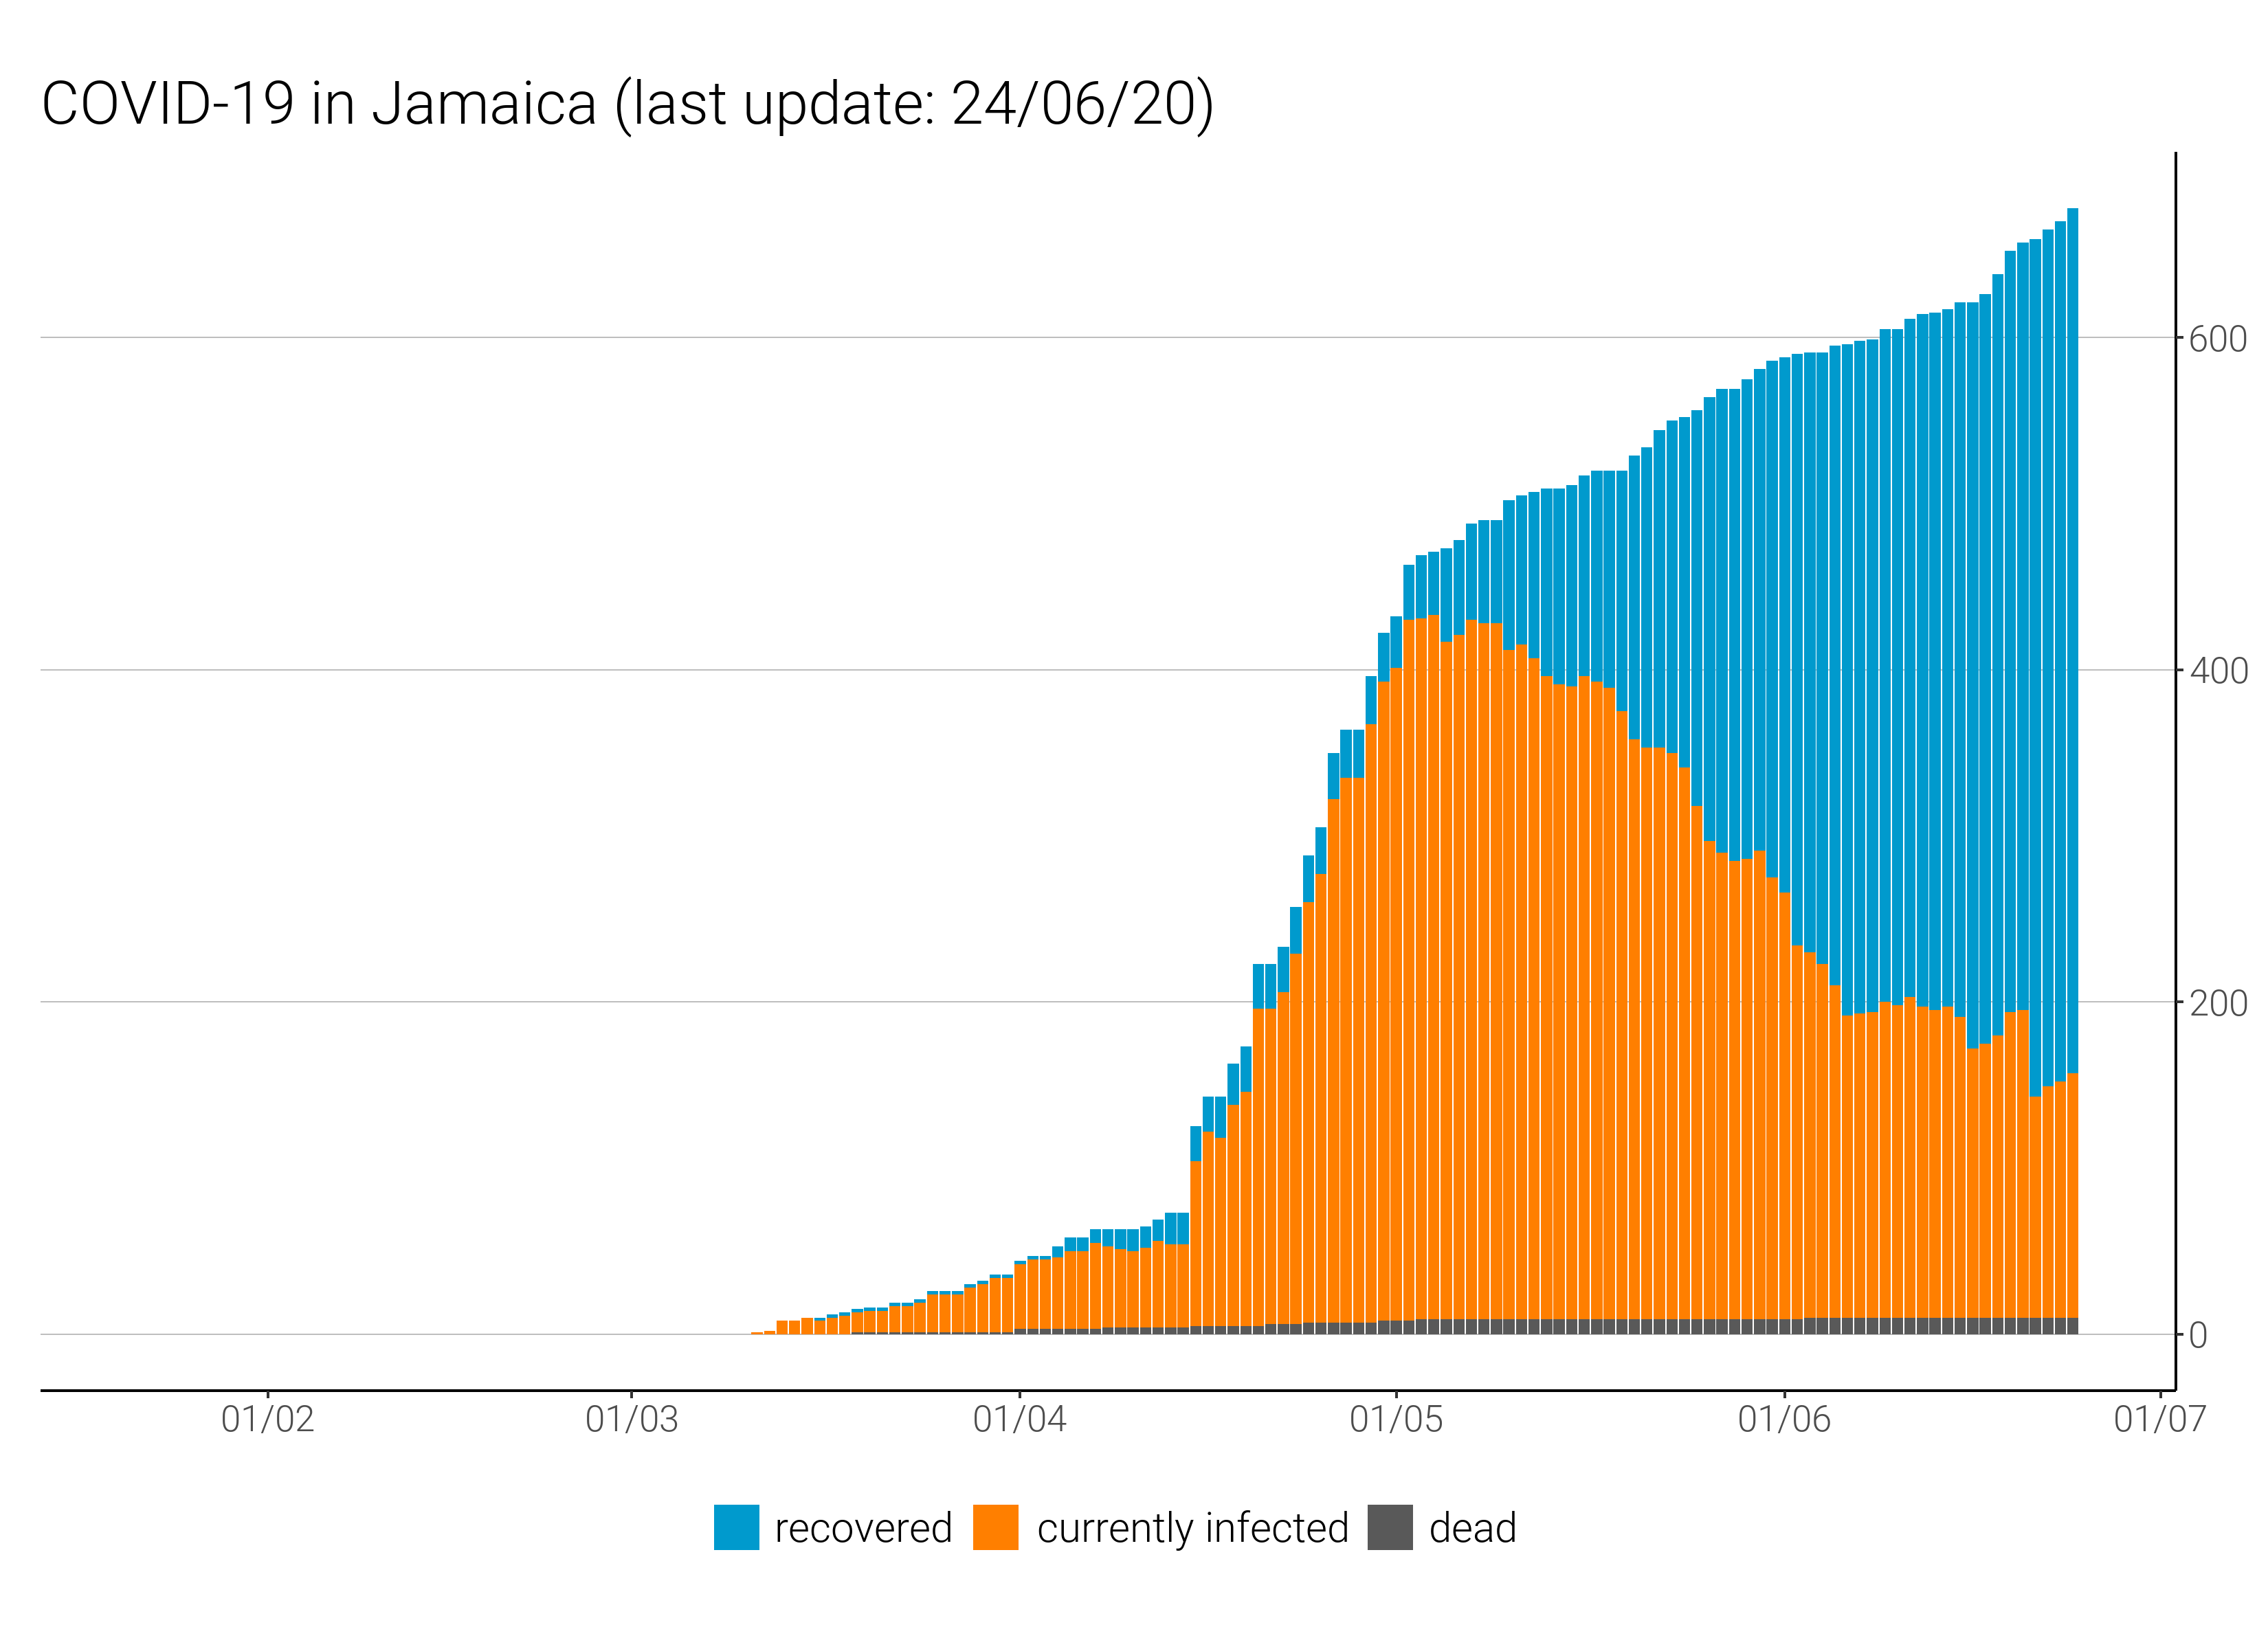 COVID-19 in Jamaica (last update: 24/06/20)
600
400
200
0
01/02 01/03 01/04 01/05 01/06 01/07
recovered currently infected dead